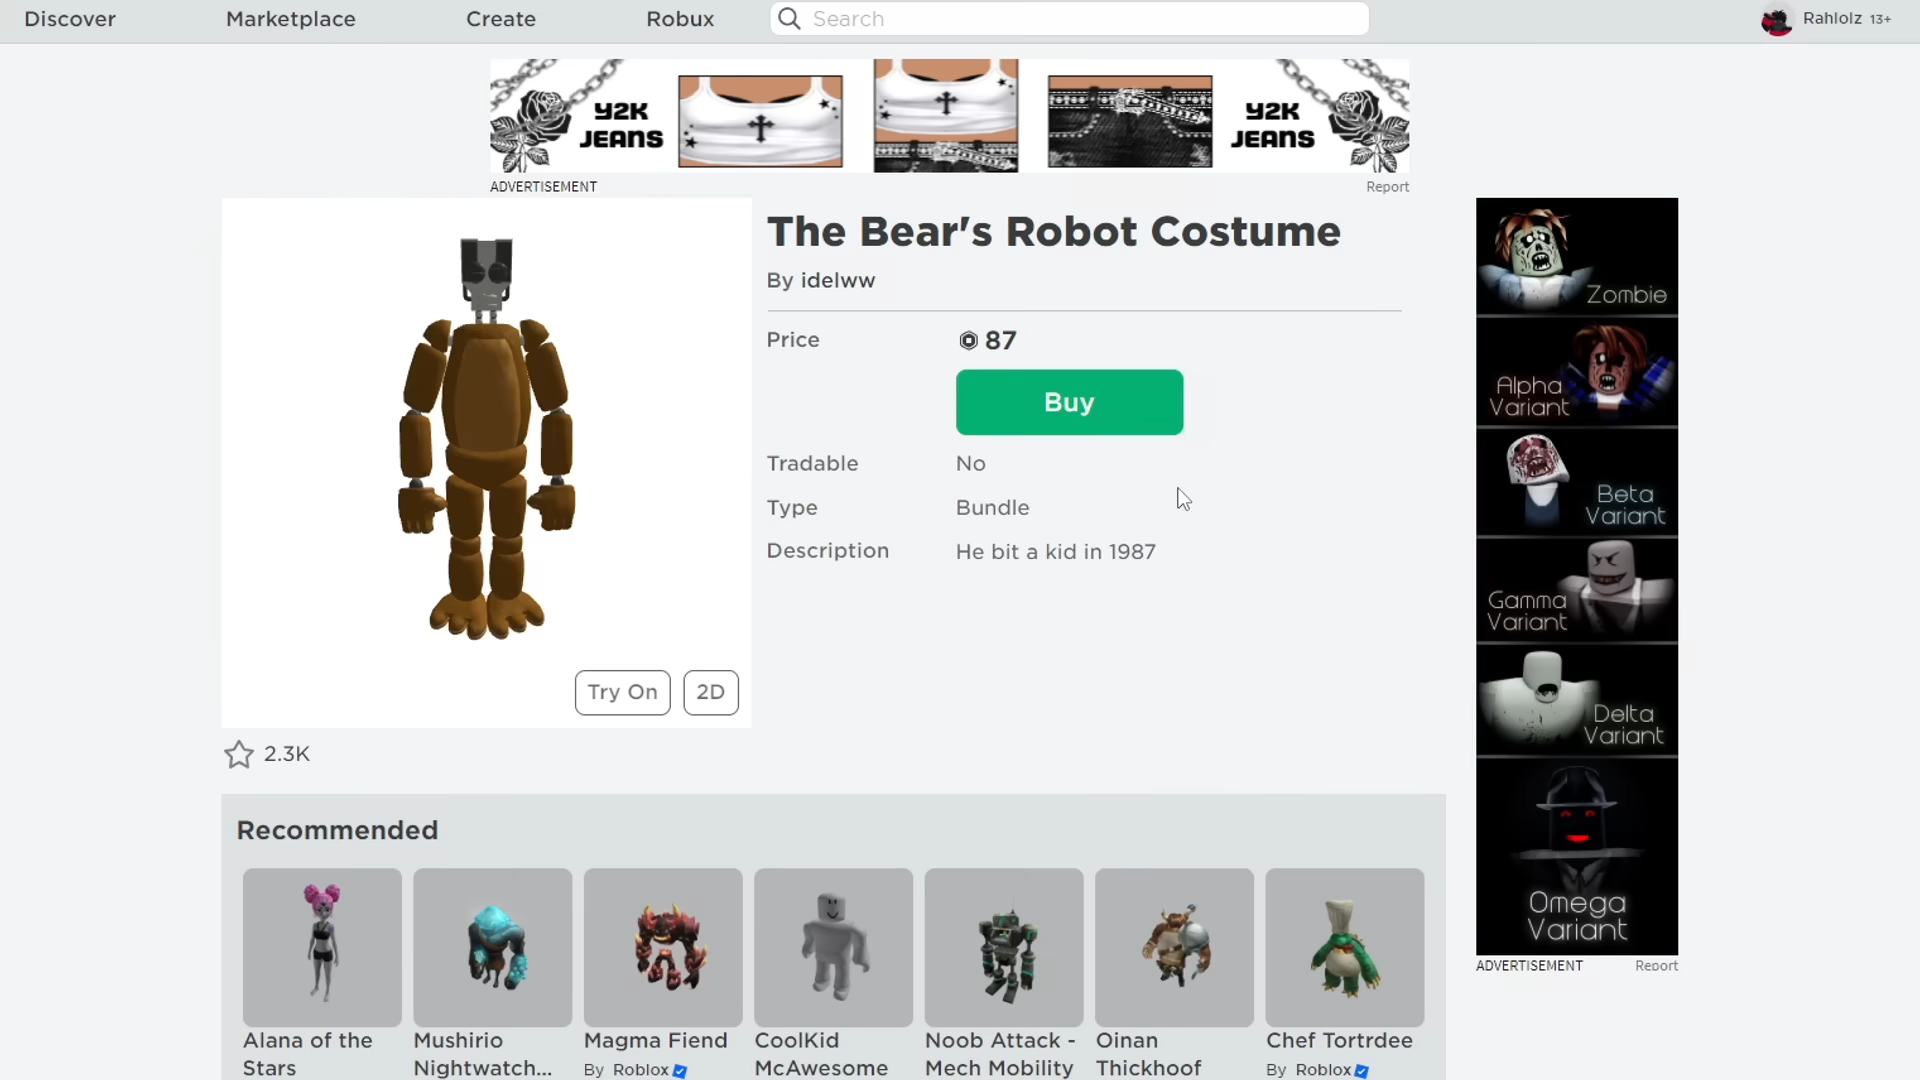 Discover
Marketplace
Create
Robux
Search
Rahlolz 13+
Y2K
JEANS
Y2K
JEANS
ADVERTISEMENT
Report
The Bear's Robot Costume
By idelww
Price
87
Buy
Tradable
No
Type
Bundle
Description
He bit a kid in 1987
Try On
2D
2.3K
Zombie
Alpha
Variant
Beta
Variant
Gamma
Variant
Delta
Variant
Omega
Variant
ADVERTISEMENT
Report
Recommended
Alana of the
Stars
Mushirio
Nightwatch...
Magma Fiend
By Roblox
CoolKid
McAwesome
Noob Attack -
Mech Mobility
Oinan
Thickhoof
Chef Tortrdee
By Roblox